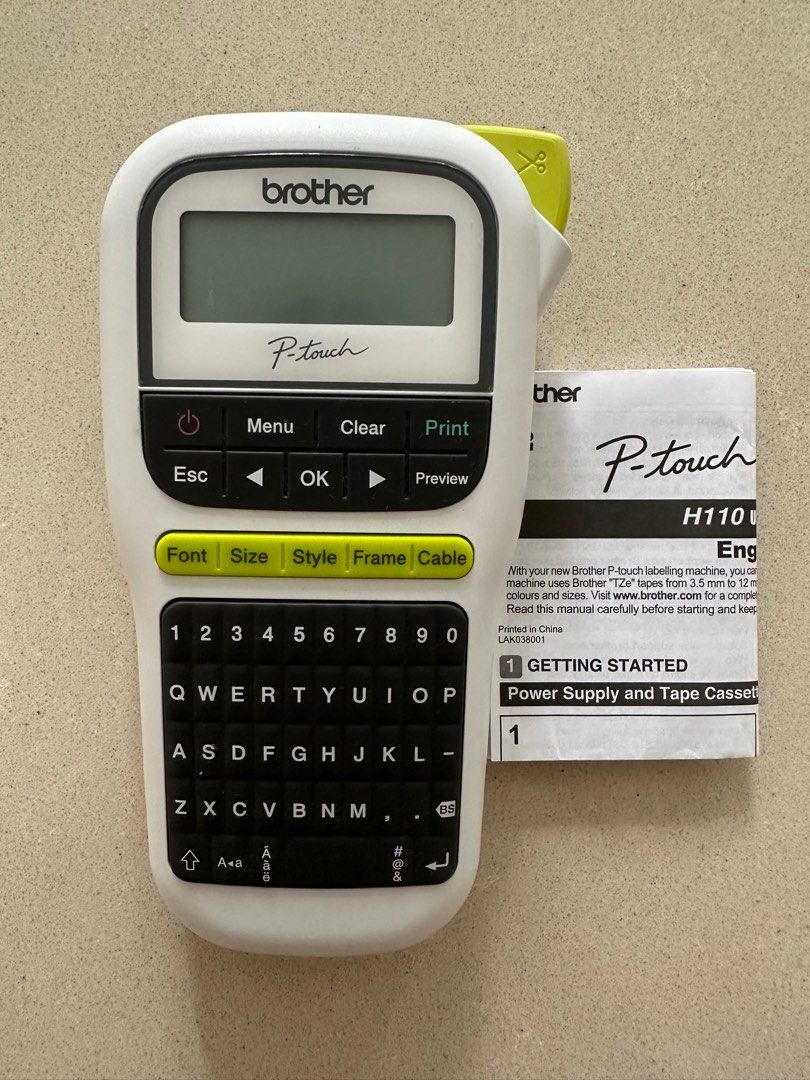 brother
P-touch
Menu Clear Print
Esc OK Preview
Font Size Style Frame Cable
1 2 3 4 5 6 7 8 9 0
Q W E R T Y U I O P
A S D F G H J K L -
Z X C V B N M , . BS
A◂a Á ä ë # @ &
ther
P-touch
H110
Eng
With your new Brother P-touch labelling machine, you can
machine uses Brother "TZe" tapes from 3.5 mm to 12 m
colours and sizes. Visit www.brother.com for a comple
Read this manual carefully before starting and keep
Printed in China
LAK038001
1 GETTING STARTED
Power Supply and Tape Cassett
1